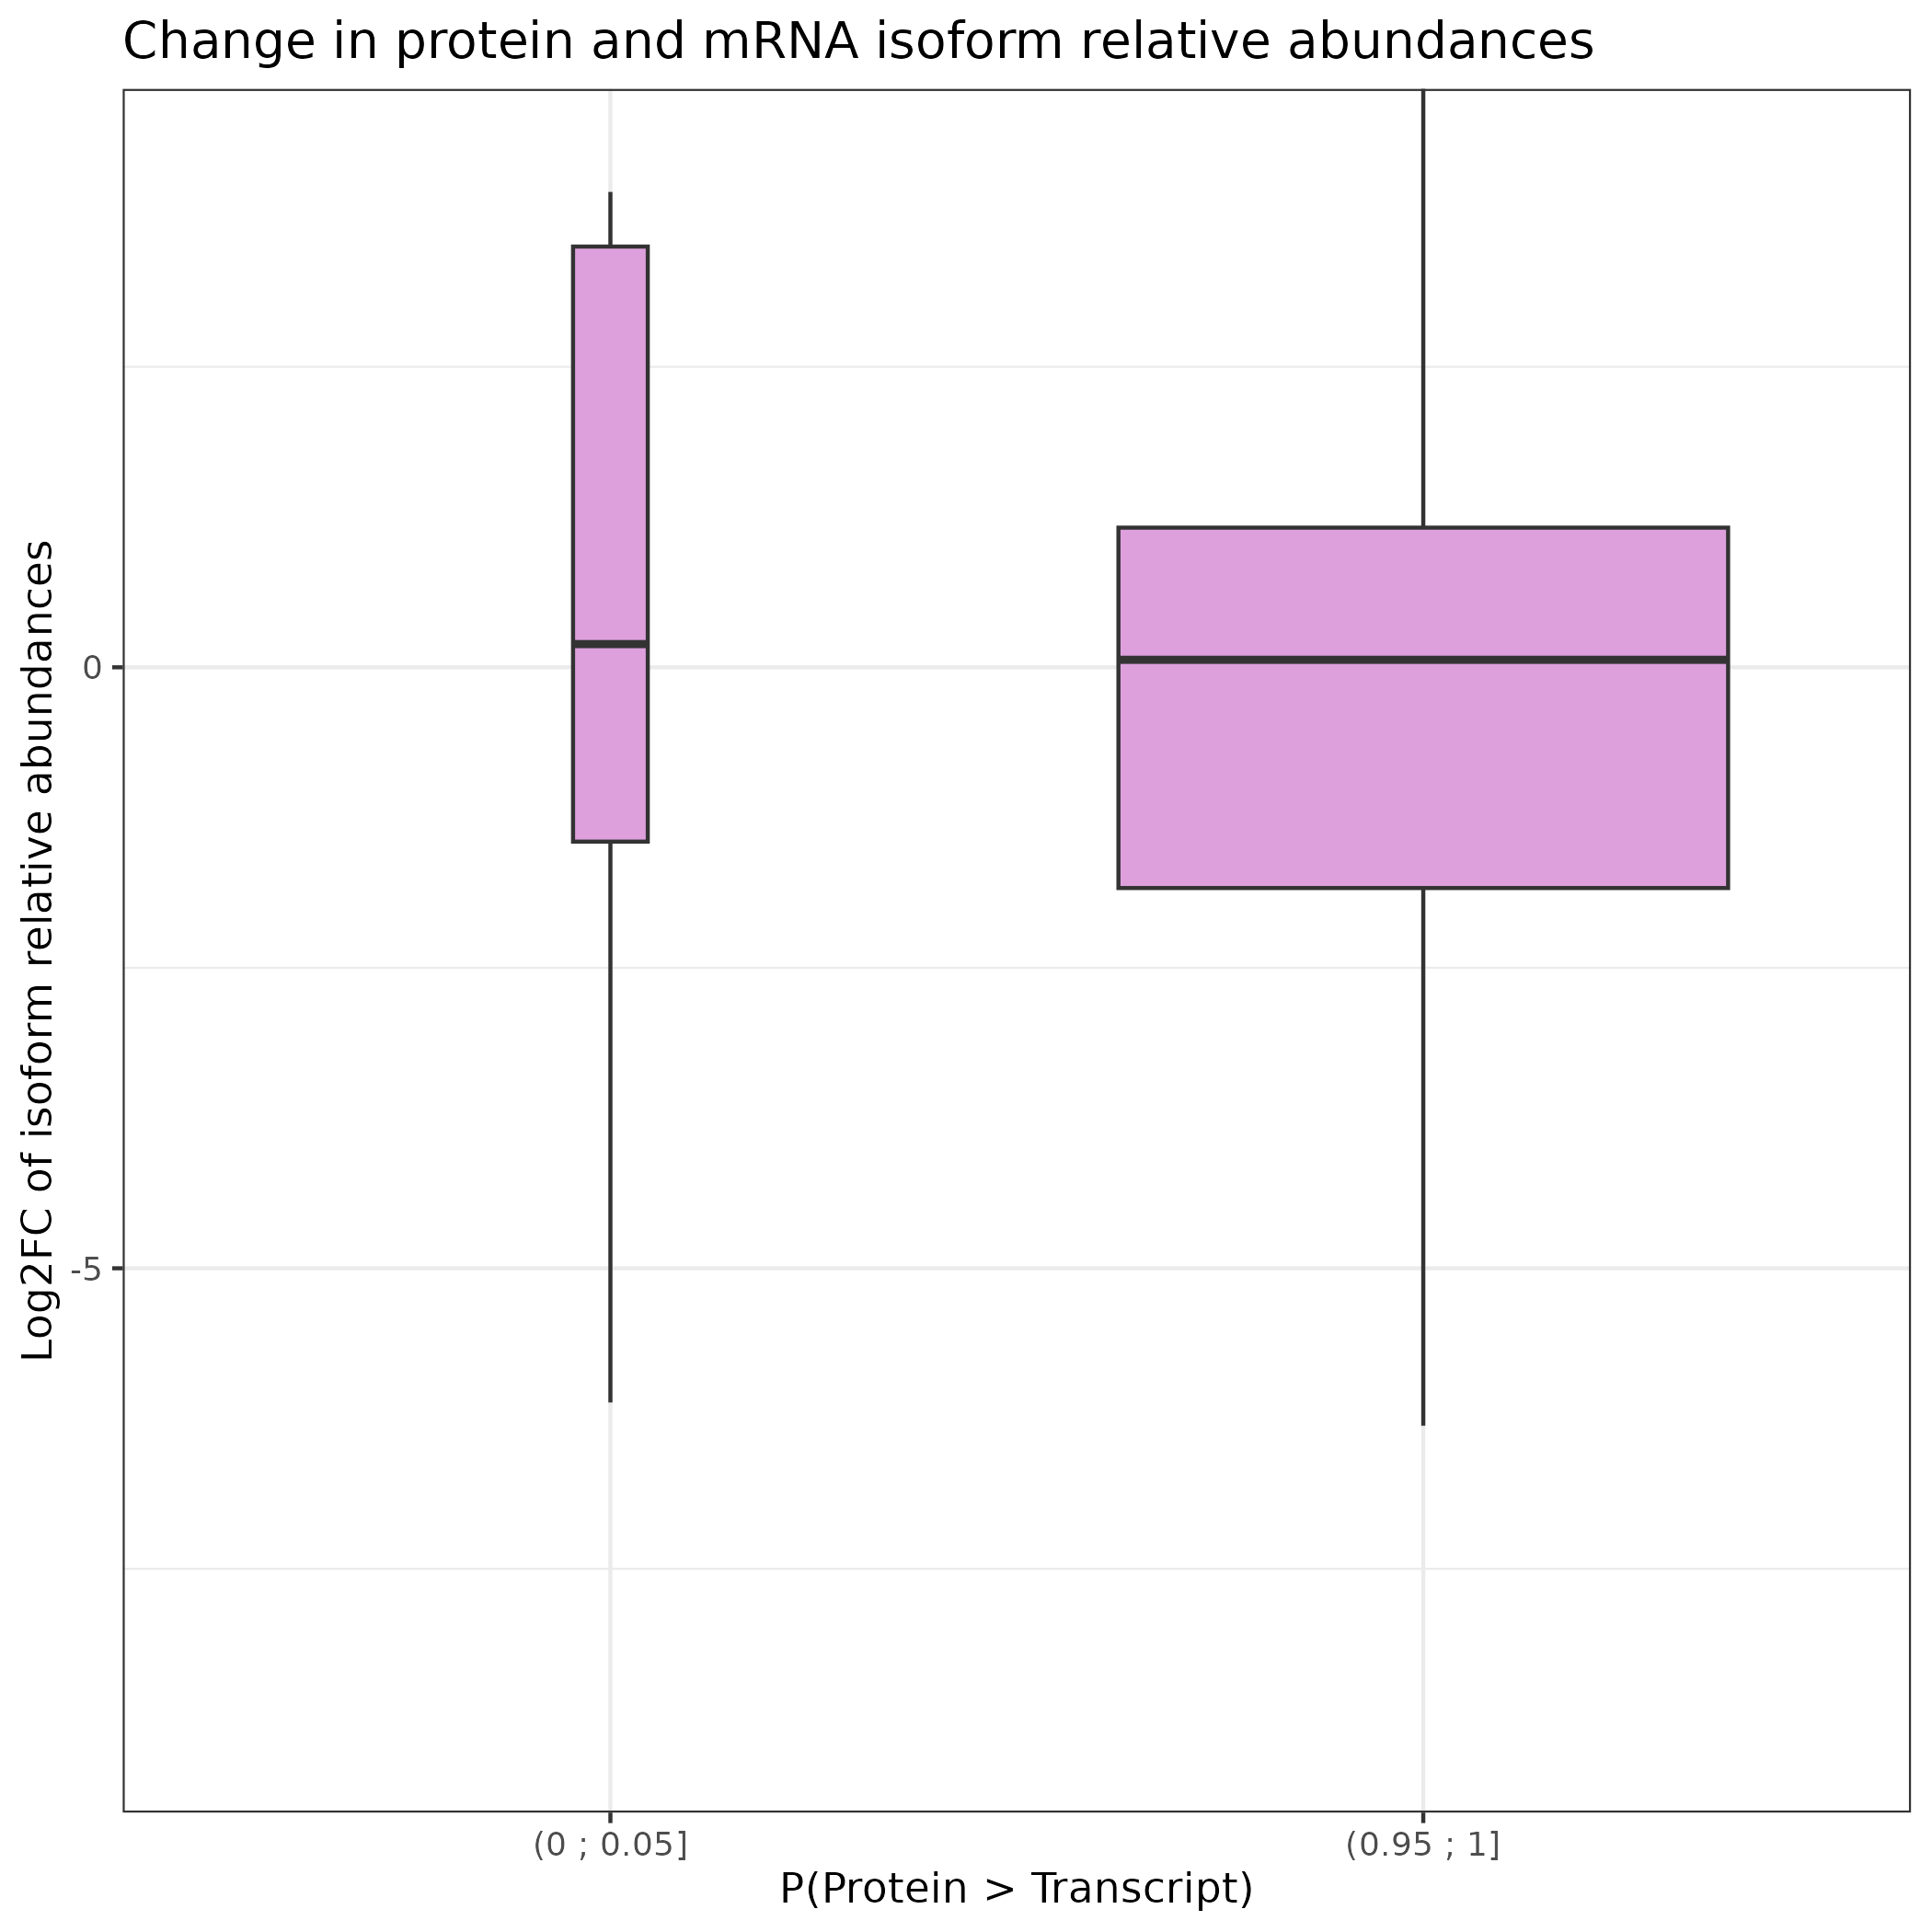 Change in protein and mRNA isoform relative abundances
Log2FC of isoform relative abundances
0
-5
(0 ; 0.05]
(0.95 ; 1]
P(Protein > Transcript)